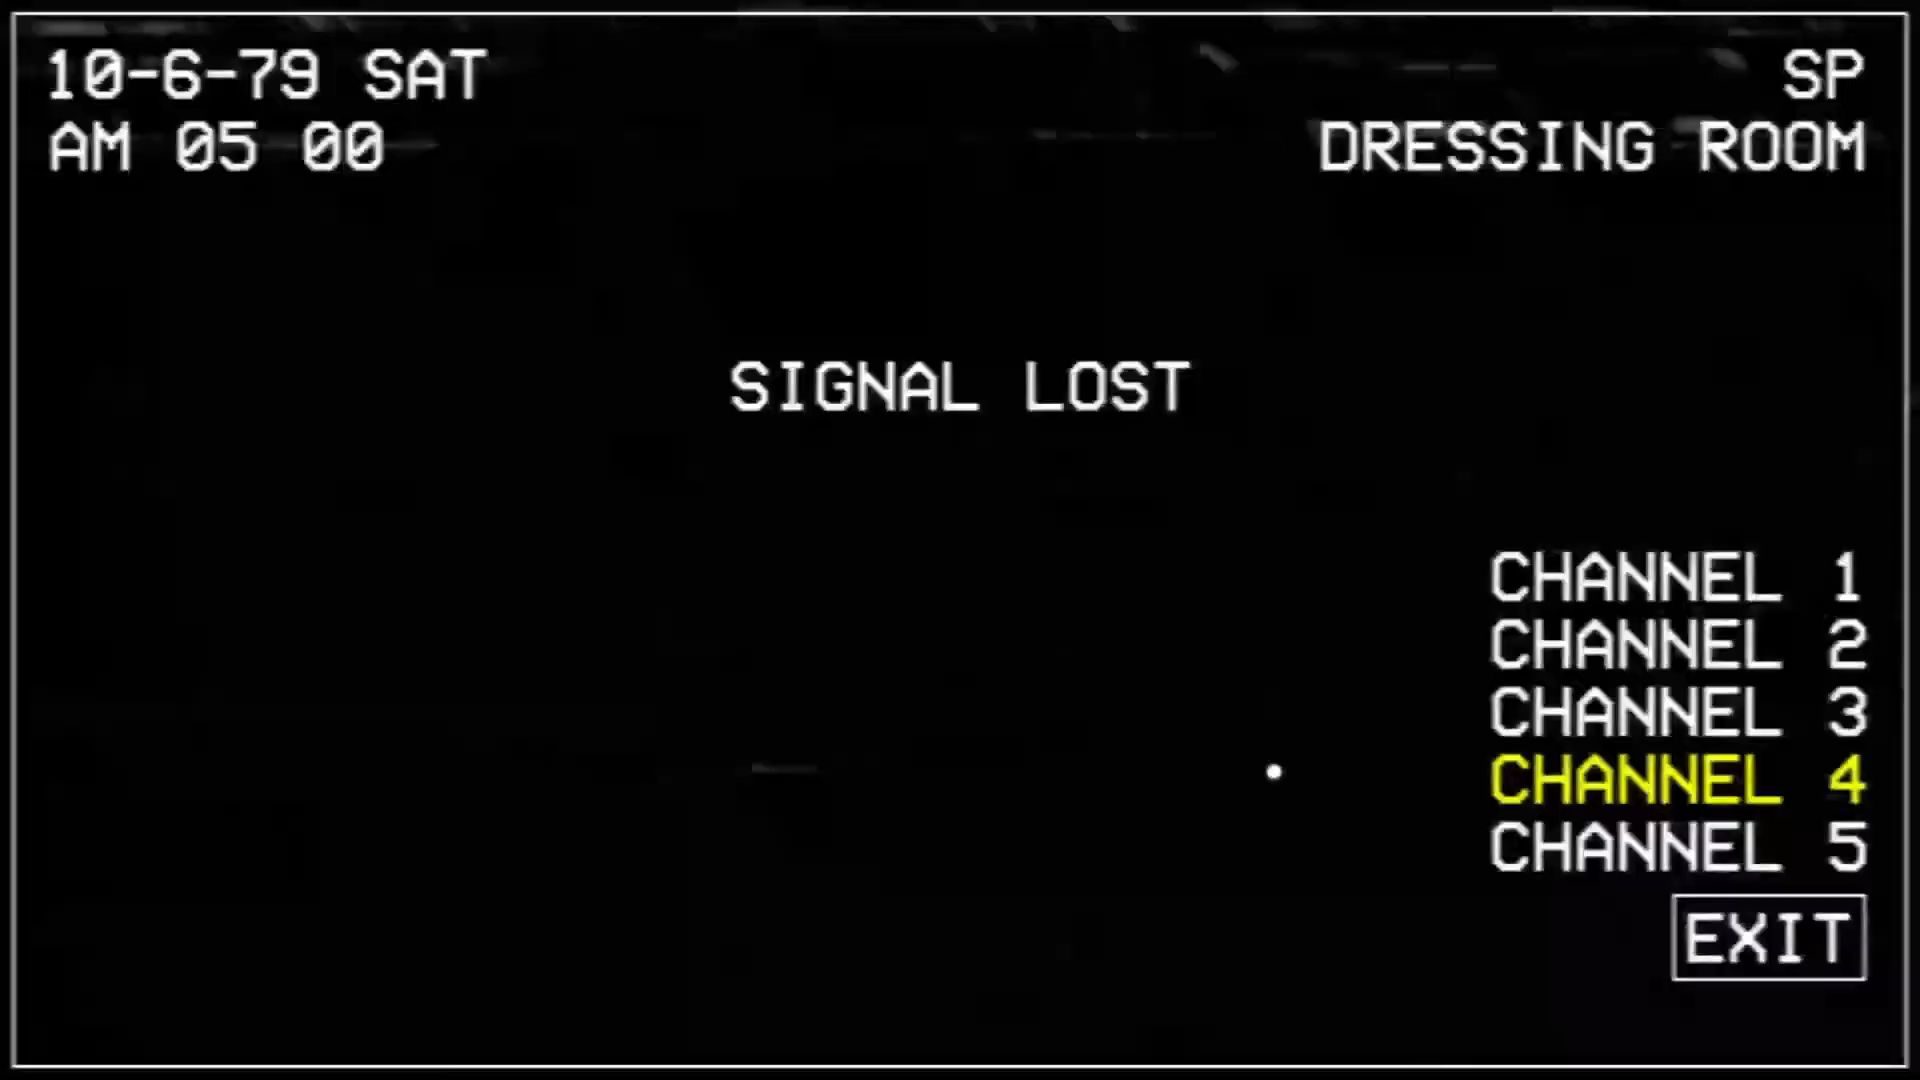 10-6-79 SAT
SP
AM 05 00
DRESSING ROOM
SIGNAL LOST
CHANNEL 1
CHANNEL 2
CHANNEL 3
CHANNEL 4
CHANNEL 5
EXIT